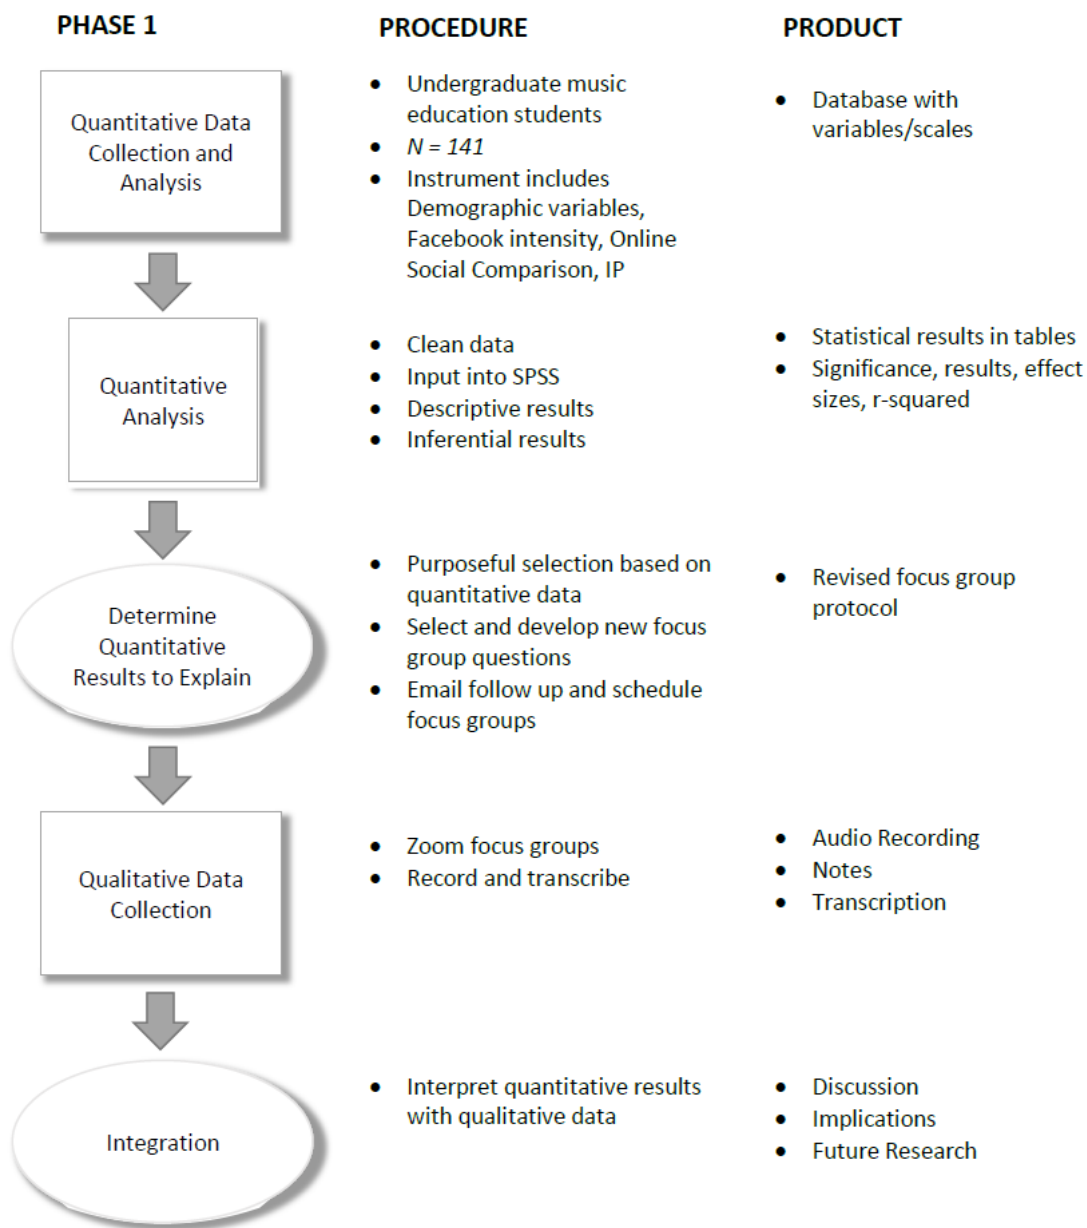 PHASE 1 PROCEDURE PRODUCT
Quantitative Data
Collection and
Analysis
• Undergraduate music
education students
• N = 141
• Instrument includes
Demographic variables,
Facebook intensity, Online
Social Comparison, IP
• Database with
variables/scales
Quantitative
Analysis
• Clean data
• Input into SPSS
• Descriptive results
• Inferential results
• Statistical results in tables
• Significance, results, effect
sizes, r-squared
Determine
Quantitative
Results to Explain
• Purposeful selection based on
quantitative data
• Select and develop new focus
group questions
• Email follow up and schedule
focus groups
• Revised focus group
protocol
Qualitative Data
Collection
• Zoom focus groups
• Record and transcribe
• Audio Recording
• Notes
• Transcription
Integration
• Interpret quantitative results
with qualitative data
• Discussion
• Implications
• Future Research